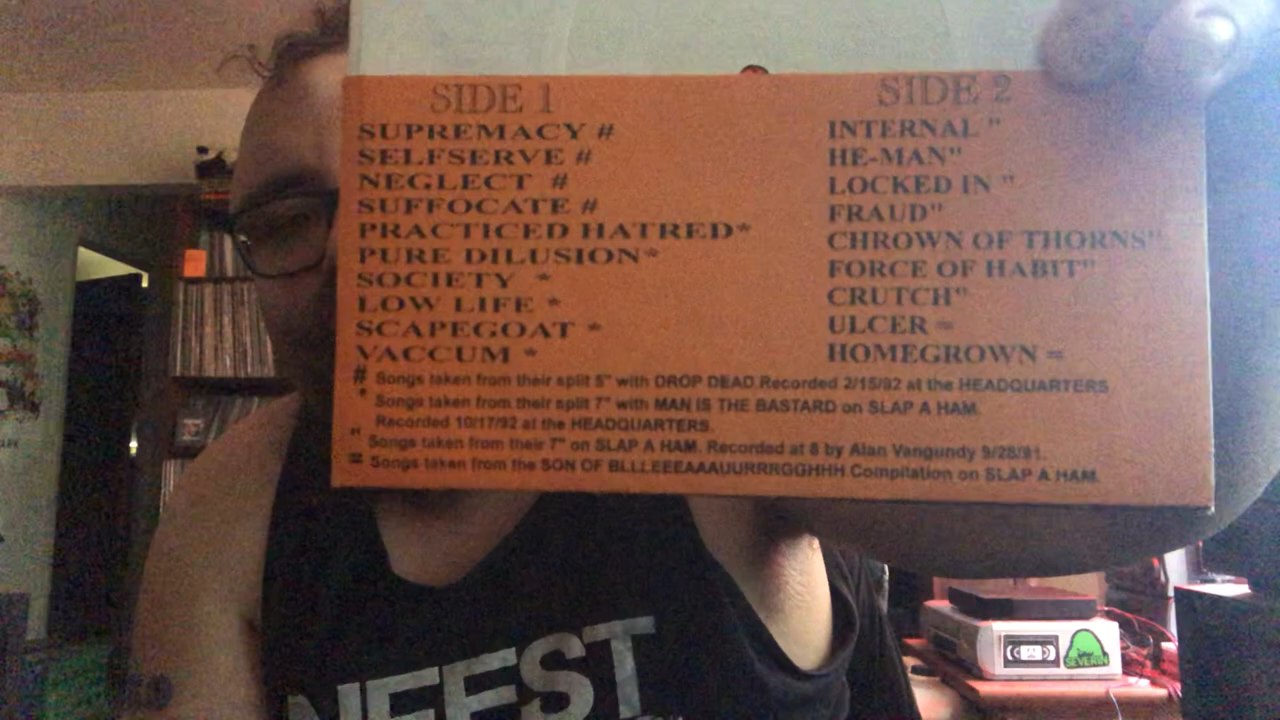 SIDE 1
SUPREMACY #
SELFSERVE #
NEGLECT #
SUFFOCATE #
PRACTICED HATRED*
PURE DILUSION*
SOCIETY *
LOW LIFE *
SCAPEGOAT *
VACCUM *
SIDE 2
INTERNAL "
HE-MAN"
LOCKED IN "
FRAUD"
CHROWN OF THORNS"
FORCE OF HABIT"
CRUTCH"
ULCER =
HOMEGROWN =
# Songs taken from their split 5" with DROP DEAD.Recorded 2/15/92 at the HEADQUARTERS
* Songs taken from their split 7" with MAN IS THE BASTARD on SLAP A HAM.
Recorded 10/17/92 at the HEADQUARTERS.
" Songs taken from their 7" on SLAP A HAM. Recorded at 8 by Alan Vangundy 9/28/91.
= Songs taken from the SON OF BLLLEEEAAAUURRRGGHHH Compilation on SLAP A HAM.
NFEST
SEVERIN